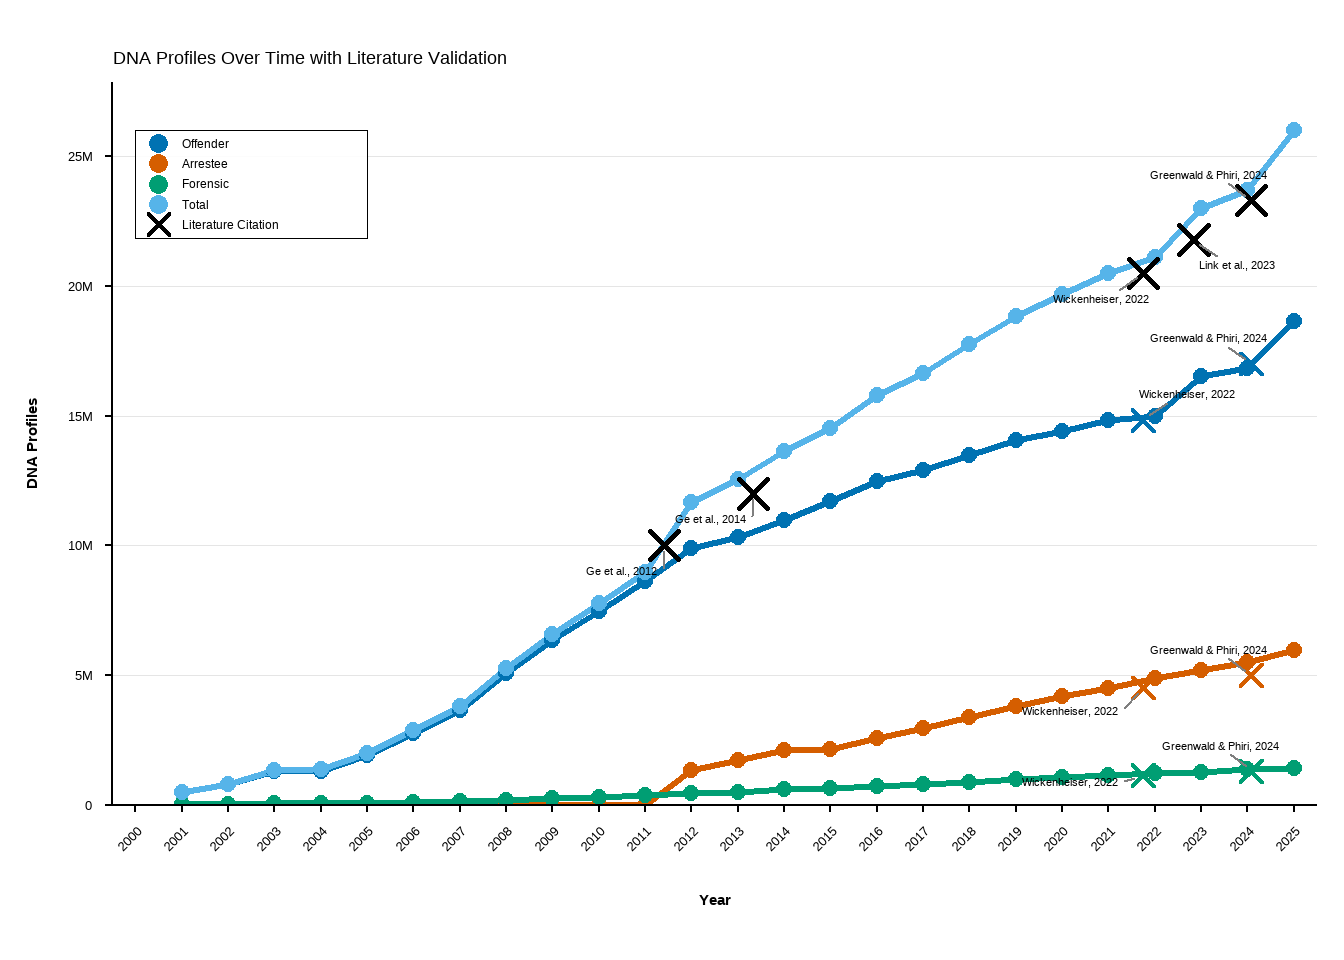 DNA Profiles Over Time with Literature Validation
Offender
Arrestee
Forensic
Total
Literature Citation
25M
20M
15M
10M
5M
0
DNA Profiles
Greenwald & Phiri, 2024
Link et al., 2023
Wickenheiser, 2022
Greenwald & Phiri, 2024
Wickenheiser, 2022
Ge et al., 2014
Ge et al., 2012
Greenwald & Phiri, 2024
Wickenheiser, 2022
Greenwald & Phiri, 2024
Wickenheiser, 2022
2000 2001 2002 2003 2004 2005 2006 2007 2008 2009 2010 2011 2012 2013 2014 2015 2016 2017 2018 2019 2020 2021 2022 2023 2024 2025
Year